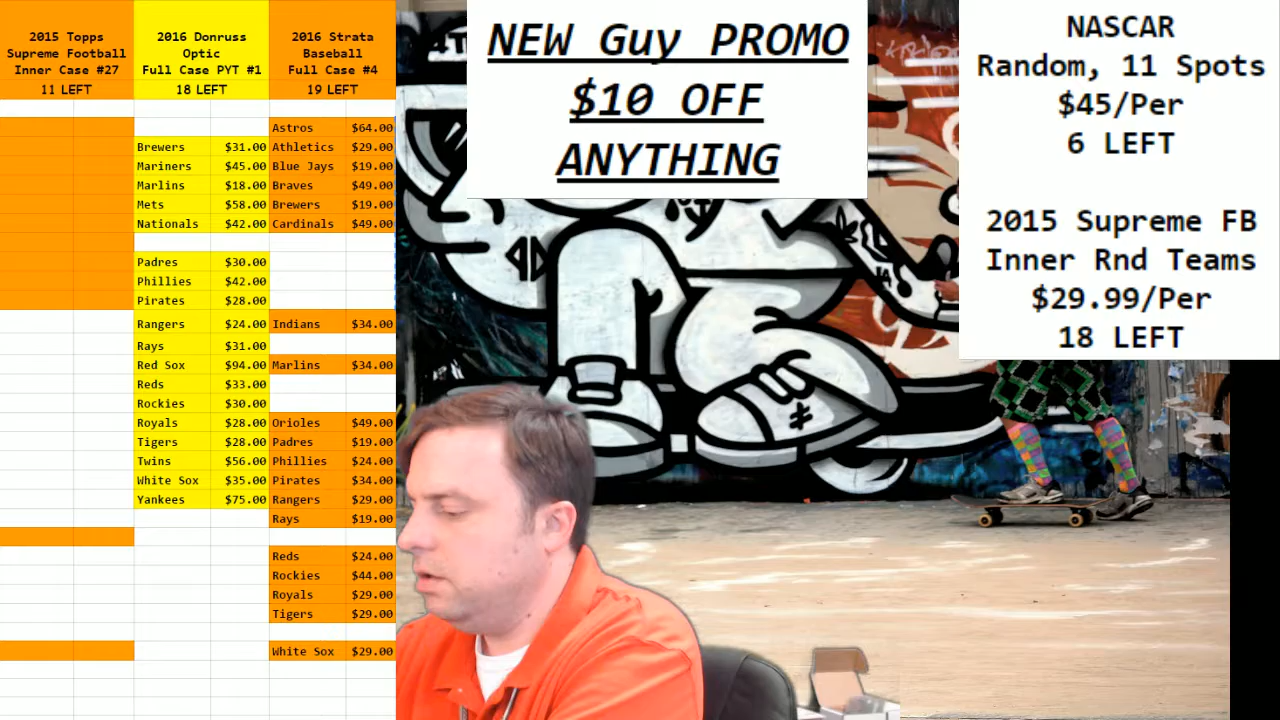 2015 Topps
Supreme Football
Inner Case #27
11 LEFT
2016 Donruss
Optic
Full Case PYT #1
18 LEFT
Brewers $31.00
Mariners $45.00
Marlins $18.00
Mets $58.00
Nationals $42.00
Padres $30.00
Phillies $42.00
Pirates $28.00
Rangers $24.00
Rays $31.00
Red Sox $94.00
Reds $33.00
Rockies $30.00
Royals $28.00
Tigers $28.00
Twins $56.00
White Sox $35.00
Yankees $75.00
2016 Strata
Baseball
Full Case #4
19 LEFT
Astros $64.00
Athletics $29.00
Blue Jays $19.00
Braves $49.00
Brewers $19.00
Cardinals $49.00
Indians $34.00
Marlins $34.00
Orioles $49.00
Padres $19.00
Phillies $24.00
Pirates $34.00
Rangers $29.00
Rays $19.00
Reds $24.00
Rockies $44.00
Royals $29.00
Tigers $29.00
White Sox $29.00
NEW Guy PROMO
$10 OFF
ANYTHING
NASCAR
Random, 11 Spots
$45/Per
6 LEFT
2015 Supreme FB
Inner Rnd Teams
$29.99/Per
18 LEFT